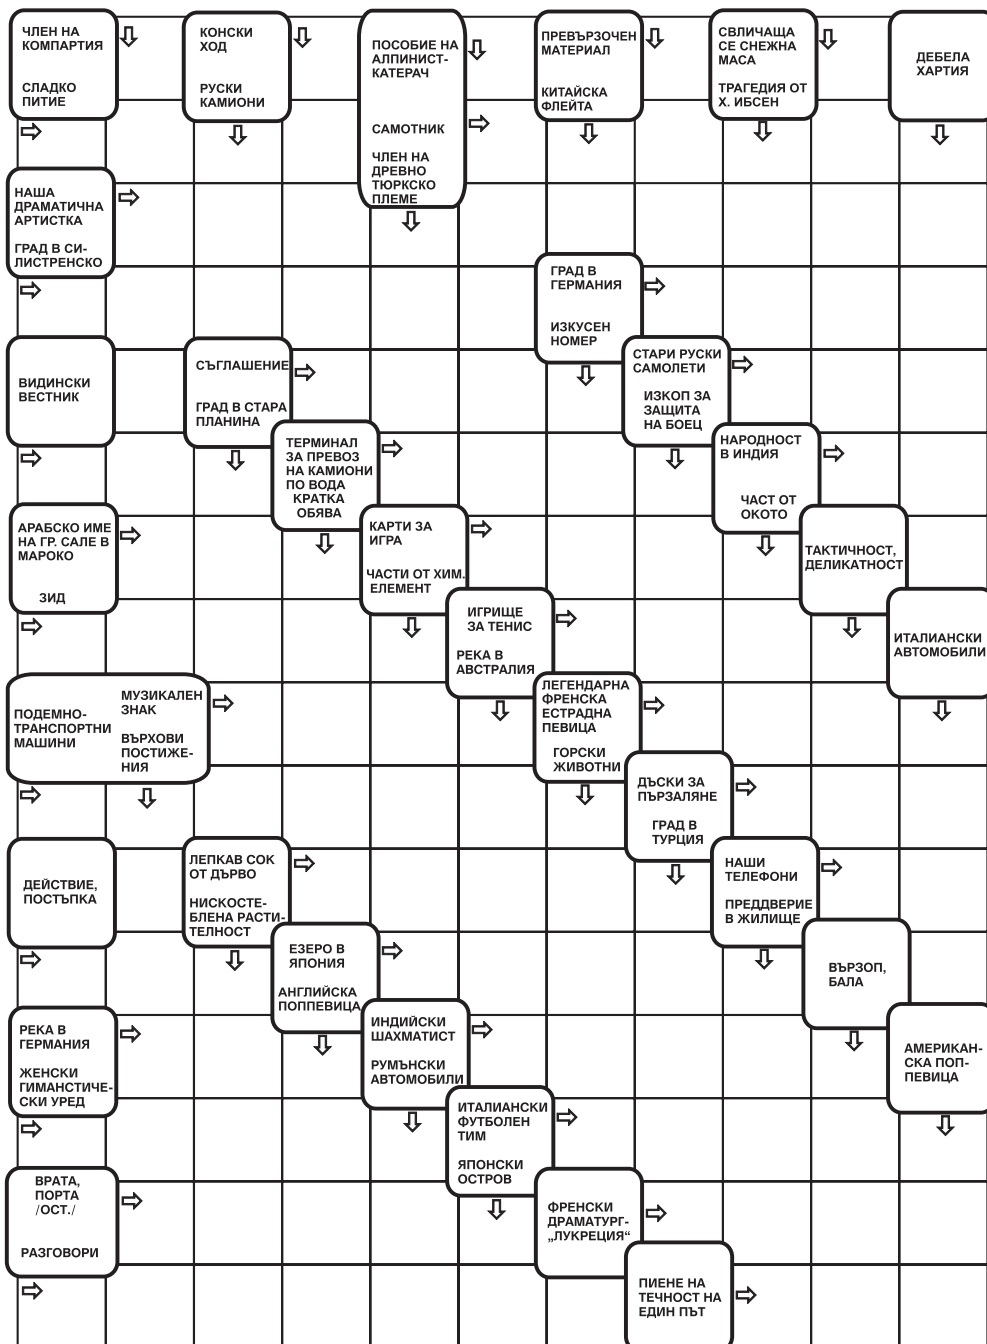 ЧЛЕН НА
КОМПАРТИЯ
СЛАДКО
ПИТИЕ
КОНСКИ
ХОД
РУСКИ
КАМИОНИ
ПОСОБИЕ НА
АЛПИНИСТ-
КАТЕРАЧ
САМОТНИК
ЧЛЕН НА
ДРЕВНО
ТЮРКСКО
ПЛЕМЕ
ПРЕВЪРЗОЧЕН
МАТЕРИАЛ
КИТАЙСКА
ФЛЕЙТА
СВЛИЧАЩА
СЕ СНЕЖНА
МАСА
ТРАГЕДИЯ ОТ
Х. ИБСЕН
ДЕБЕЛА
ХАРТИЯ
НАША
ДРАМАТИЧНА
АРТИСТКА
ГРАД В СИ-
ЛИСТРЕНСКО
ГРАД В
ГЕРМАНИЯ
ИЗКУСЕН
НОМЕР
ВИДИНСКИ
ВЕСТНИК
СЪГЛАШЕНИЕ
ГРАД В СТАРА
ПЛАНИНА
СТАРИ РУСКИ
САМОЛЕТИ
ИЗКОП ЗА
ЗАЩИТА
НА БОЕЦ
ТЕРМИНАЛ
ЗА ПРЕВОЗ
НА КАМИОНИ
ПО ВОДА
КРАТКА
ОБЯВА
НАРОДНОСТ
В ИНДИЯ
ЧАСТ ОТ
ОКОТО
АРАБСКО ИМЕ
НА ГР. САЛЕ В
МАРОКО
ЗИД
КАРТИ ЗА
ИГРА
ЧАСТИ ОТ ХИМ.
ЕЛЕМЕНТ
ТАКТИЧНОСТ,
ДЕЛИКАТНОСТ
ИГРИЩЕ
ЗА ТЕНИС
РЕКА В
АВСТРАЛИЯ
ИТАЛИАНСКИ
АВТОМОБИЛИ
ПОДЕМНО-
ТРАНСПОРТНИ
МАШИНИ
МУЗИКАЛЕН
ЗНАК
ВЪРХОВИ
ПОСТИЖЕ-
НИЯ
ЛЕГЕНДАРНА
ФРЕНСКА
ЕСТРАДНА
ПЕВИЦА
ГОРСКИ
ЖИВОТНИ
ДЪСКИ ЗА
ПЪРЗАЛЯНЕ
ГРАД В
ТУРЦИЯ
ДЕЙСТВИЕ,
ПОСТЪПКА
ЛЕПКАВ СОК
ОТ ДЪРВО
НИСКОСТЕ-
БЛЕНА РАСТИ-
ТЕЛНОСТ
НАШИ
ТЕЛЕФОНИ
ПРЕДДВЕРИЕ
В ЖИЛИЩЕ
ЕЗЕРО В
ЯПОНИЯ
АНГЛИЙСКА
ПОППЕВИЦА
ВЪРЗОП,
БАЛА
РЕКА В
ГЕРМАНИЯ
ЖЕНСКИ
ГИМАНСТИЧЕ-
СКИ УРЕД
ИНДИЙСКИ
ШАХМАТИСТ
РУМЪНСКИ
АВТОМОБИЛИ
АМЕРИКАН-
СКА ПОП-
ПЕВИЦА
ИТАЛИАНСКИ
ФУТБОЛЕН
ТИМ
ЯПОНСКИ
ОСТРОВ
ВРАТА,
ПОРТА
/ОСТ./
РАЗГОВОРИ
ФРЕНСКИ
ДРАМАТУРГ-
„ЛУКРЕЦИЯ“
ПИЕНЕ НА
ТЕЧНОСТ НА
ЕДИН ПЪТ